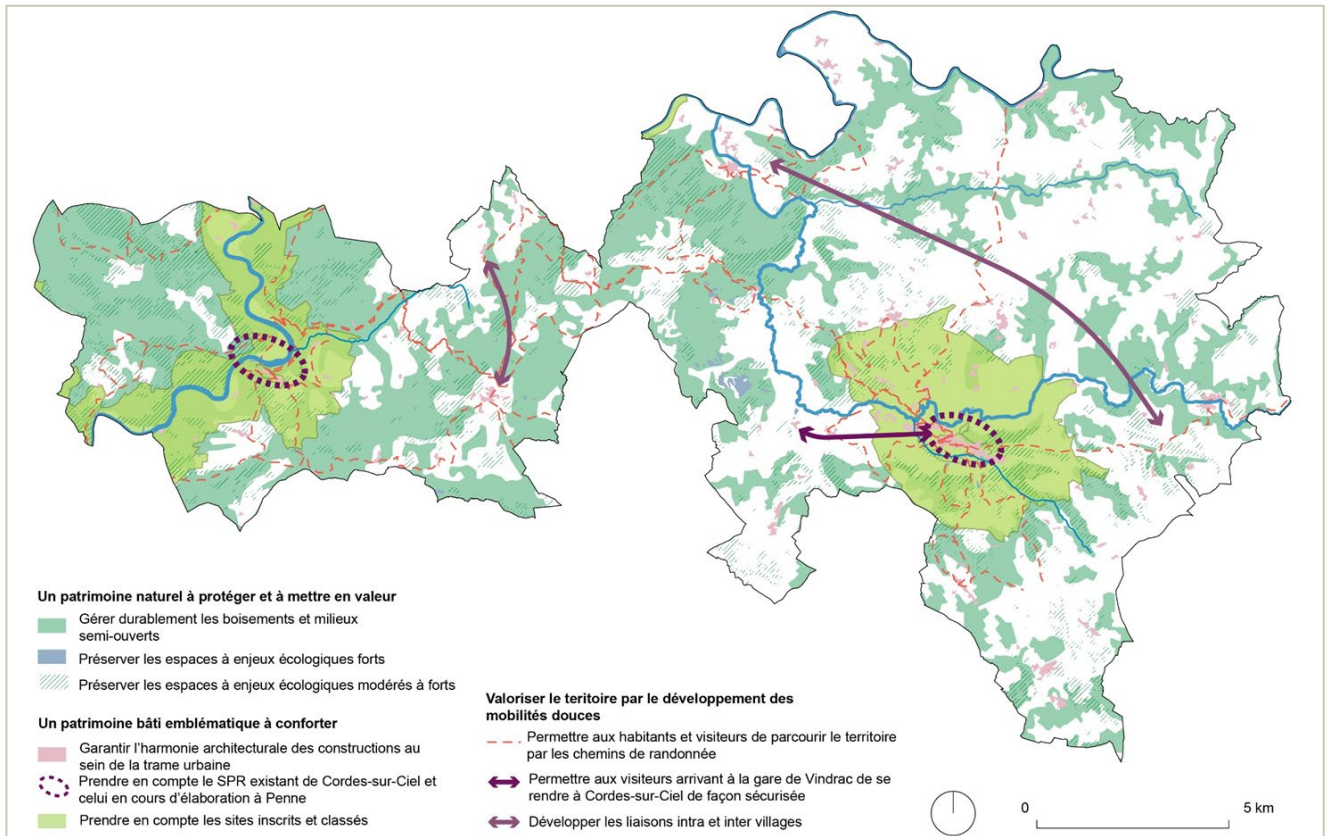 Un patrimoine naturel à protéger et à mettre en valeur
Gérer durablement les boisements et milieux
semi-ouverts
Préserver les espaces à enjeux écologiques forts
Préserver les espaces à enjeux écologiques modérés à forts
Un patrimoine bâti emblématique à conforter
Garantir l'harmonie architecturale des constructions au
sein de la trame urbaine
Prendre en compte le SPR existant de Cordes-sur-Ciel et
celui en cours d'élaboration à Penne
Prendre en compte les sites inscrits et classés
Valoriser le teritoire par le développement des
mobilités douces
Permettre aux habitants et visiteurs de parcourir le territoire
par les chemins de randonnée
Permettre aux visiteurs arrivant à la gare de Vindrac de se
rendre à Cordes-sur-Ciel de façon sécurisée
Développer les liaisons intra et inter villages
0 5 km